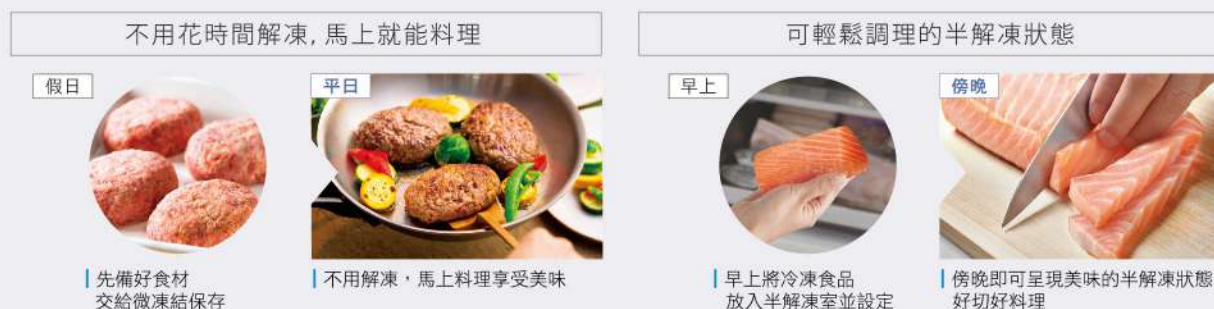 不用花時間解凍, 馬上就能料理
假日
平日
先備好食材
交給微凍結保存
不用解凍，馬上料理享受美味
可輕鬆調理的半解凍狀態
早上
傍晚
早上將冷凍食品
放入半解凍室並設定
傍晚即可呈現美味的半解凍狀態
好切好料理